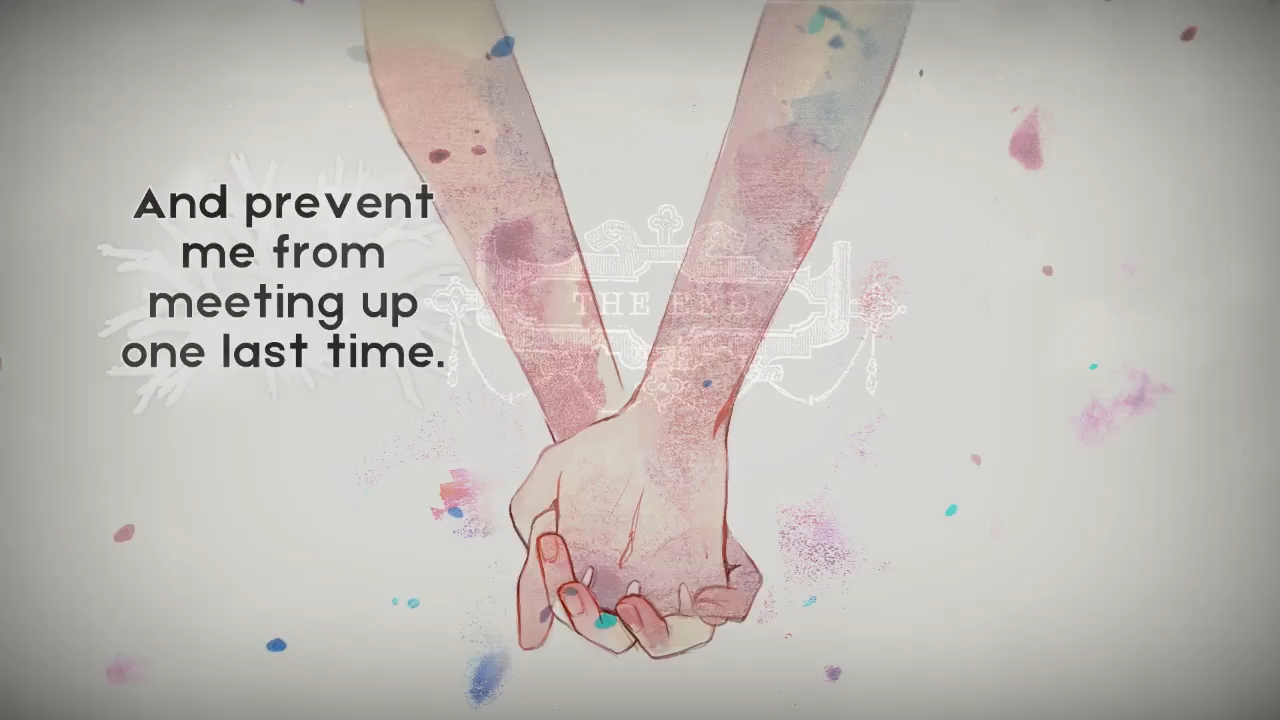 And prevent
me from
meeting up
one last time.
THE END